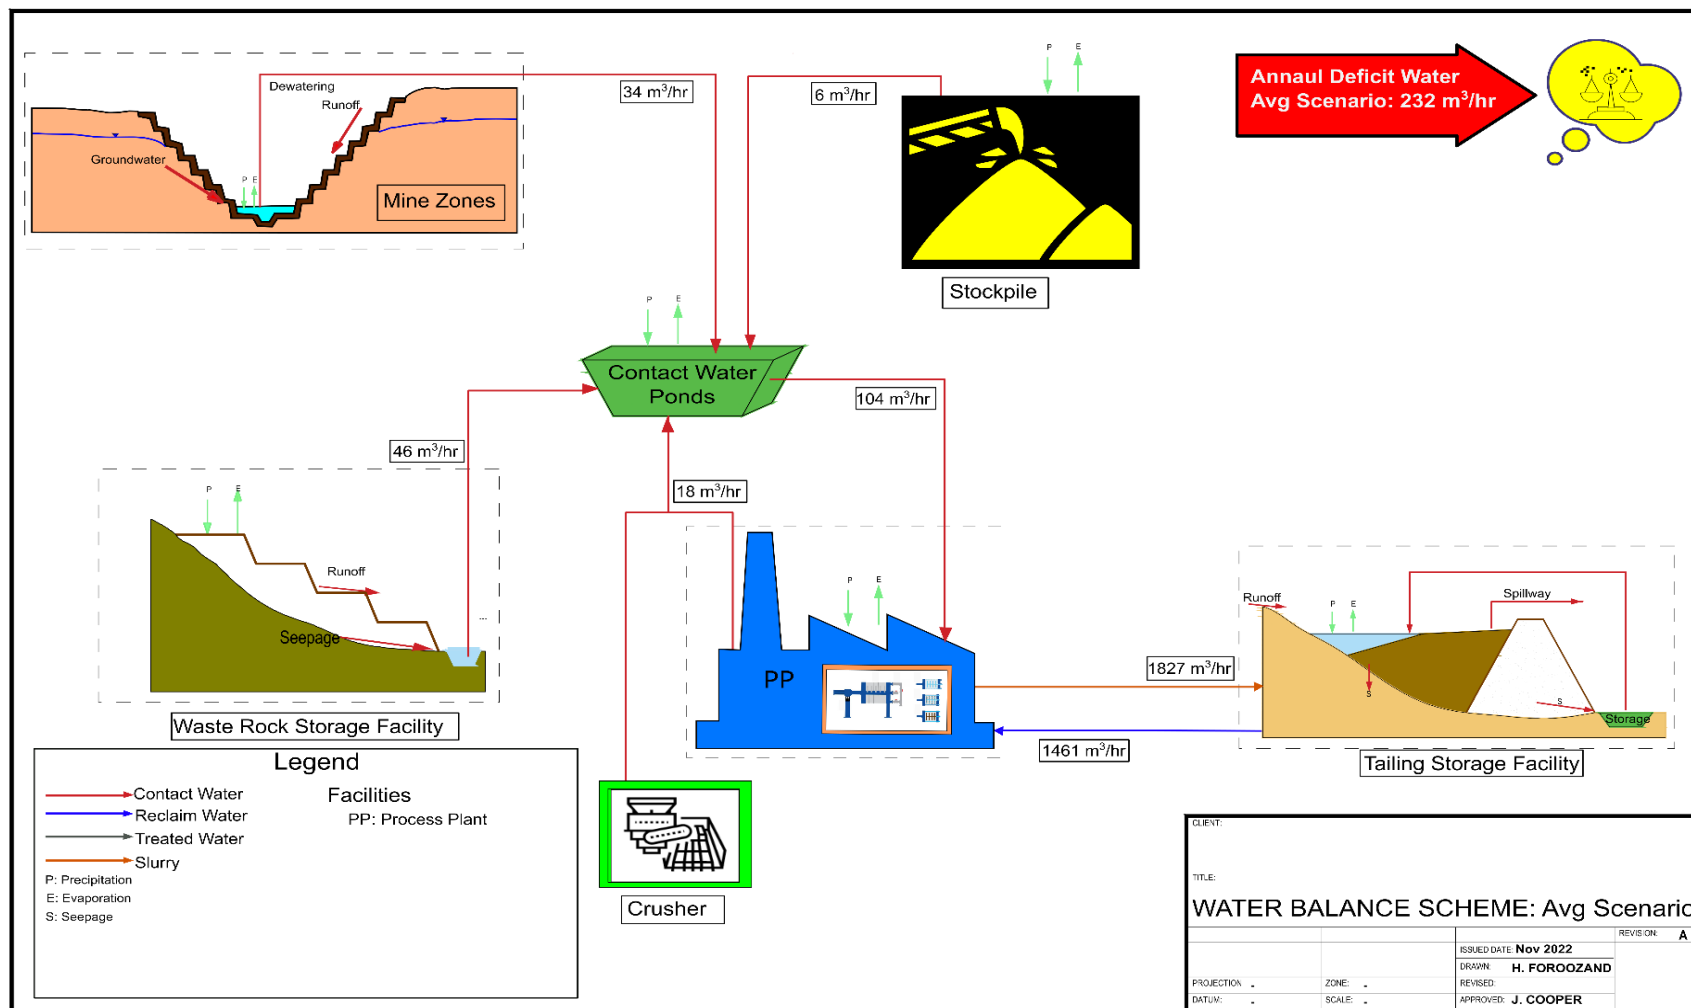 Dewatering
Runoff
Groundwater
P E
Mine Zones
34 m³/hr
6 m³/hr
P E
Stockpile
Annaul Deficit Water
Avg Scenario: 232 m³/hr
P E
Contact Water
Ponds
104 m³/hr
46 m³/hr
18 m³/hr
P E
Runoff
Seepage
...
Waste Rock Storage Facility
P E
PP
1827 m³/hr
1461 m³/hr
Runoff
P E
Spillway
S
S
Storage
Tailing Storage Facility
Crusher
Legend
Contact Water
Reclaim Water
Treated Water
Slurry
P: Precipitation
E: Evaporation
S: Seepage
Facilities
PP: Process Plant
CLIENT:
TITLE:
WATER BALANCE SCHEME: Avg Scenario
REVISION: A
ISSUED DATE: Nov 2022
DRAWN: H. FOROOZAND
PROJECTION - ZONE: - REVISED:
DATUM: - SCALE: - APPROVED: J. COOPER